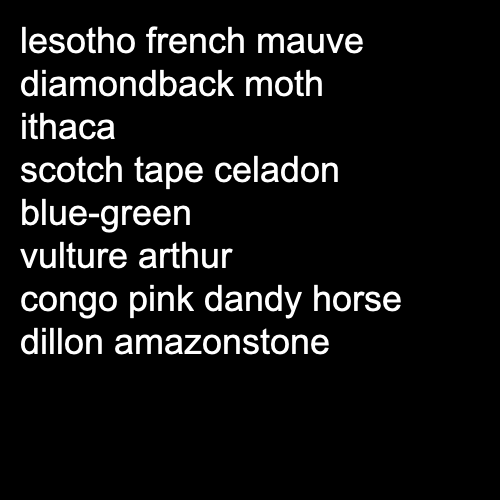 lesotho french mauve
diamondback moth
ithaca
scotch tape celadon
blue-green
vulture arthur
congo pink dandy horse
dillon amazonstone